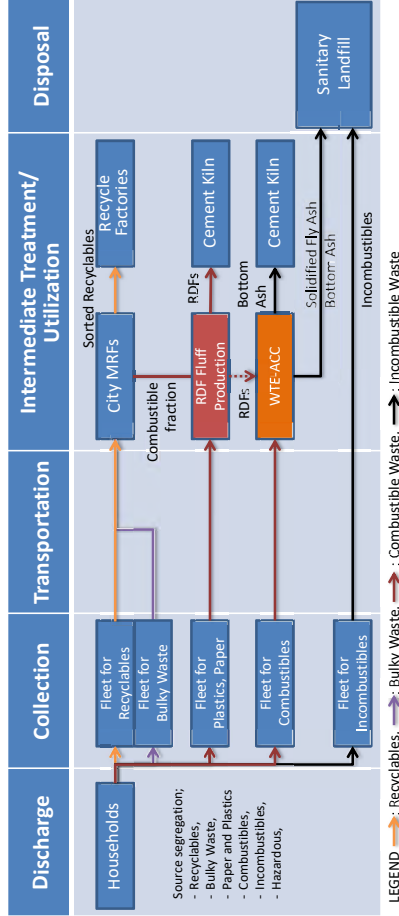 Discharge
Collection
Transportation
Intermediate Treatment/
Utilization
Disposal
Households
Source segregation;
- Recyclables,
- Bulky Waste,
- Paper and Plastics
- Combustibles,
- Incombustibles,
- Hazardous,
Fleet for
Recyclables
Fleet for
Bulky Waste
Fleet for
Plastics, Paper
Fleet for
Combustibles
Fleet for
Incombustibles
City MRFs
Sorted Recyclables
Recycle
Factories
Combustible
fraction
RDF Fluff
Production
RDFs
Cement Kiln
RDFs
WTE-ACC
Bottom
Ash
Cement Kiln
Solidified Fly Ash
Bottom Ash
Incombustibles
Sanitary
Landfill
LEGEND : Recyclables, : Bulky Waste, : Combustible Waste, : Incombustible Waste